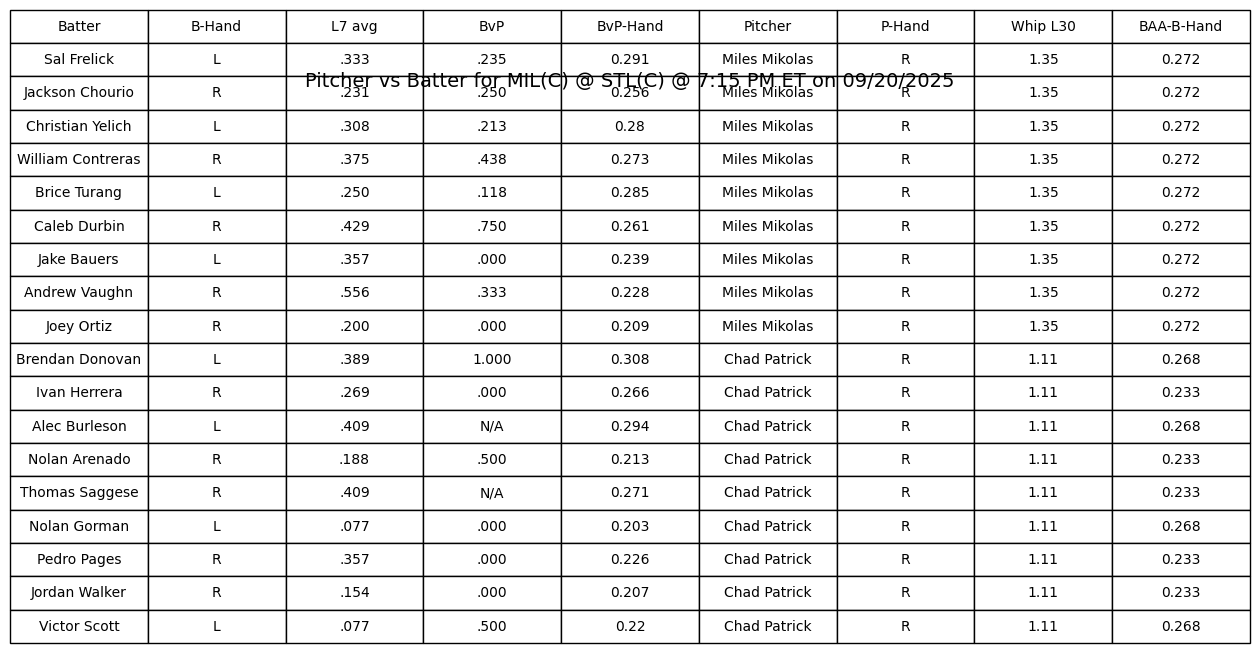 Batter B-Hand L7 avg BvP BvP-Hand Pitcher P-Hand Whip L30 BAA-B-Hand
Sal Frelick L .333 .235 0.291 Miles Mikolas R 1.35 0.272
Pitcher vs Batter for MIL(C) @ STL(C) @ 7:15 PM ET on 09/20/2025
Jackson Chourio R .231 .250 0.256 Miles Mikolas R 1.35 0.272
Christian Yelich L .308 .213 0.28 Miles Mikolas R 1.35 0.272
William Contreras R .375 .438 0.273 Miles Mikolas R 1.35 0.272
Brice Turang L .250 .118 0.285 Miles Mikolas R 1.35 0.272
Caleb Durbin R .429 .750 0.261 Miles Mikolas R 1.35 0.272
Jake Bauers L .357 .000 0.239 Miles Mikolas R 1.35 0.272
Andrew Vaughn R .556 .333 0.228 Miles Mikolas R 1.35 0.272
Joey Ortiz R .200 .000 0.209 Miles Mikolas R 1.35 0.272
Brendan Donovan L .389 1.000 0.308 Chad Patrick R 1.11 0.268
Ivan Herrera R .269 .000 0.266 Chad Patrick R 1.11 0.233
Alec Burleson L .409 N/A 0.294 Chad Patrick R 1.11 0.268
Nolan Arenado R .188 .500 0.213 Chad Patrick R 1.11 0.233
Thomas Saggese R .409 N/A 0.271 Chad Patrick R 1.11 0.233
Nolan Gorman L .077 .000 0.203 Chad Patrick R 1.11 0.268
Pedro Pages R .357 .000 0.226 Chad Patrick R 1.11 0.233
Jordan Walker R .154 .000 0.207 Chad Patrick R 1.11 0.233
Victor Scott L .077 .500 0.22 Chad Patrick R 1.11 0.268